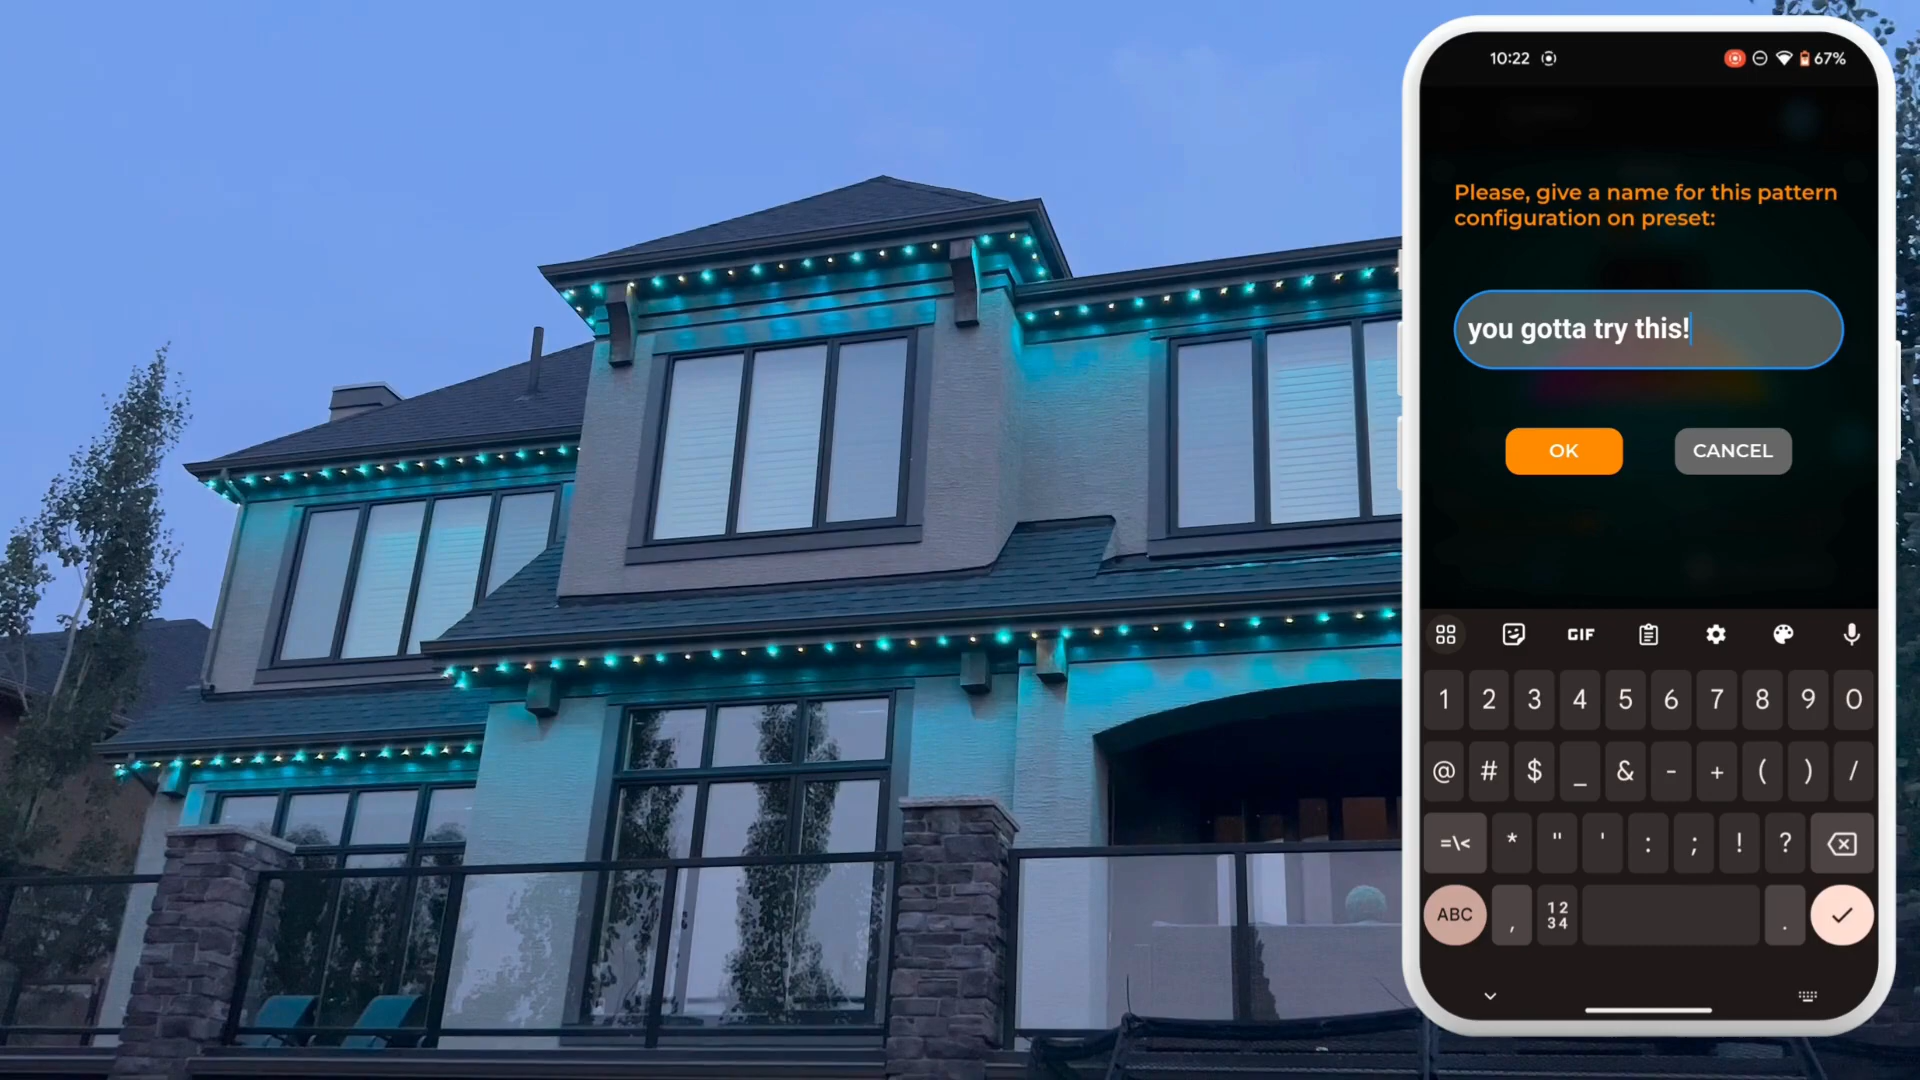 10:22 67%
Please, give a name for this pattern
configuration on preset:
you gotta try this!
OK CANCEL
GIF
1 2 3 4 5 6 7 8 9 0
@ # $ _ & - + ( ) /
=\< * " ' : ; ! ?
ABC , 12 .
34